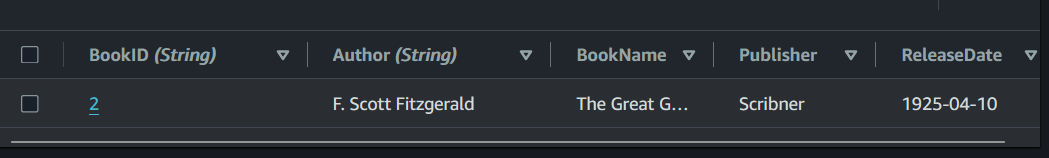 BookID (String) Author (String) BookName Publisher ReleaseDate
2 F. Scott Fitzgerald The Great G... Scribner 1925-04-10